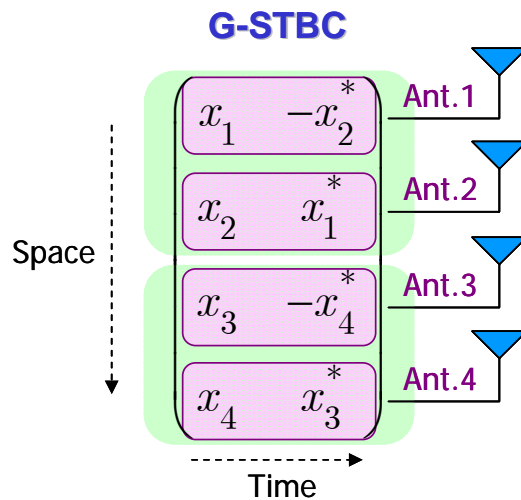 G-STBC
x₁ −x₂* Ant.1
x₂ x₁* Ant.2
Space
x₃ −x₄* Ant.3
x₄ x₃* Ant.4
Time